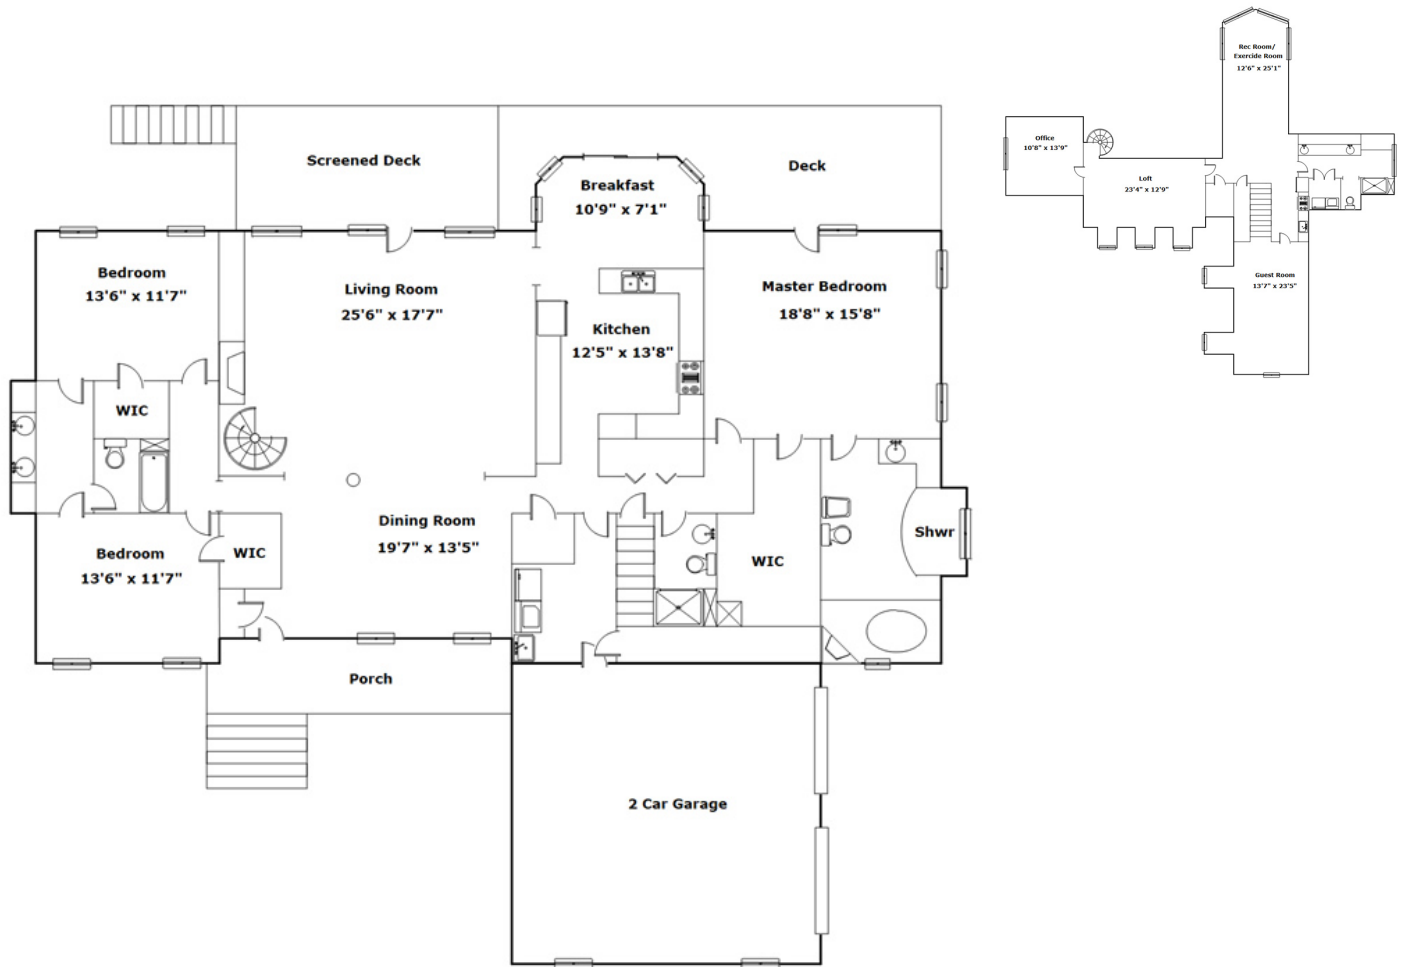 Screened Deck
Deck
Breakfast
10'9" x 7'1"
Bedroom
13'6" x 11'7"
Living Room
25'6" x 17'7"
Master Bedroom
18'8" x 15'8"
Kitchen
12'5" x 13'8"
WIC
Dining Room
19'7" x 13'5"
Bedroom
13'6" x 11'7"
WIC
WIC
Shwr
Porch
2 Car Garage
Rec Room/
Exercide Room
12'6" x 25'1"
Office
10'8" x 13'9"
Loft
23'4" x 12'9"
Guest Room
13'7" x 23'5"